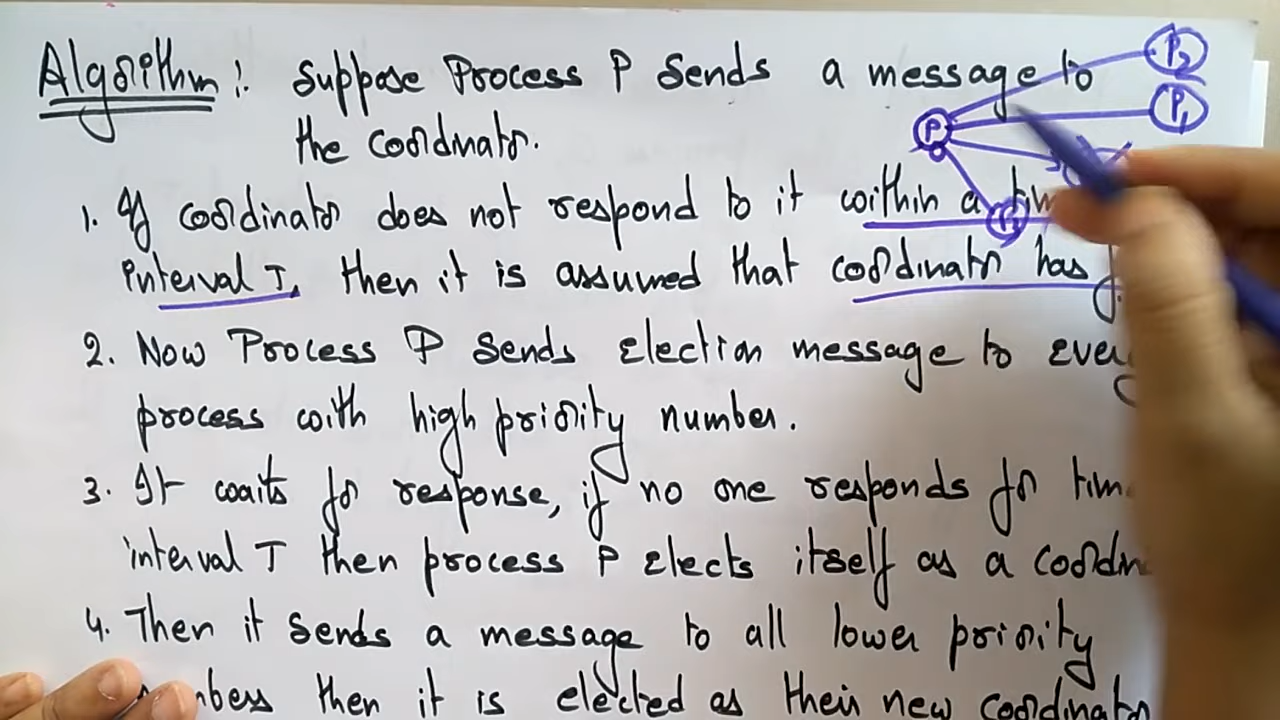 Algorithm:. Suppose Process P sends a message to
the coordinator.
P2
P1
P
1. If coordinator does not respond to it within a
interval T, then it is assumed that coordinator has
2. Now Process P sends election message to
process with high priority number.
3. It waits for response, if no one responds for
interval T then process P elects itself as a
4. Then it sends a message to all lower priority
then it is elected as their new coordinator